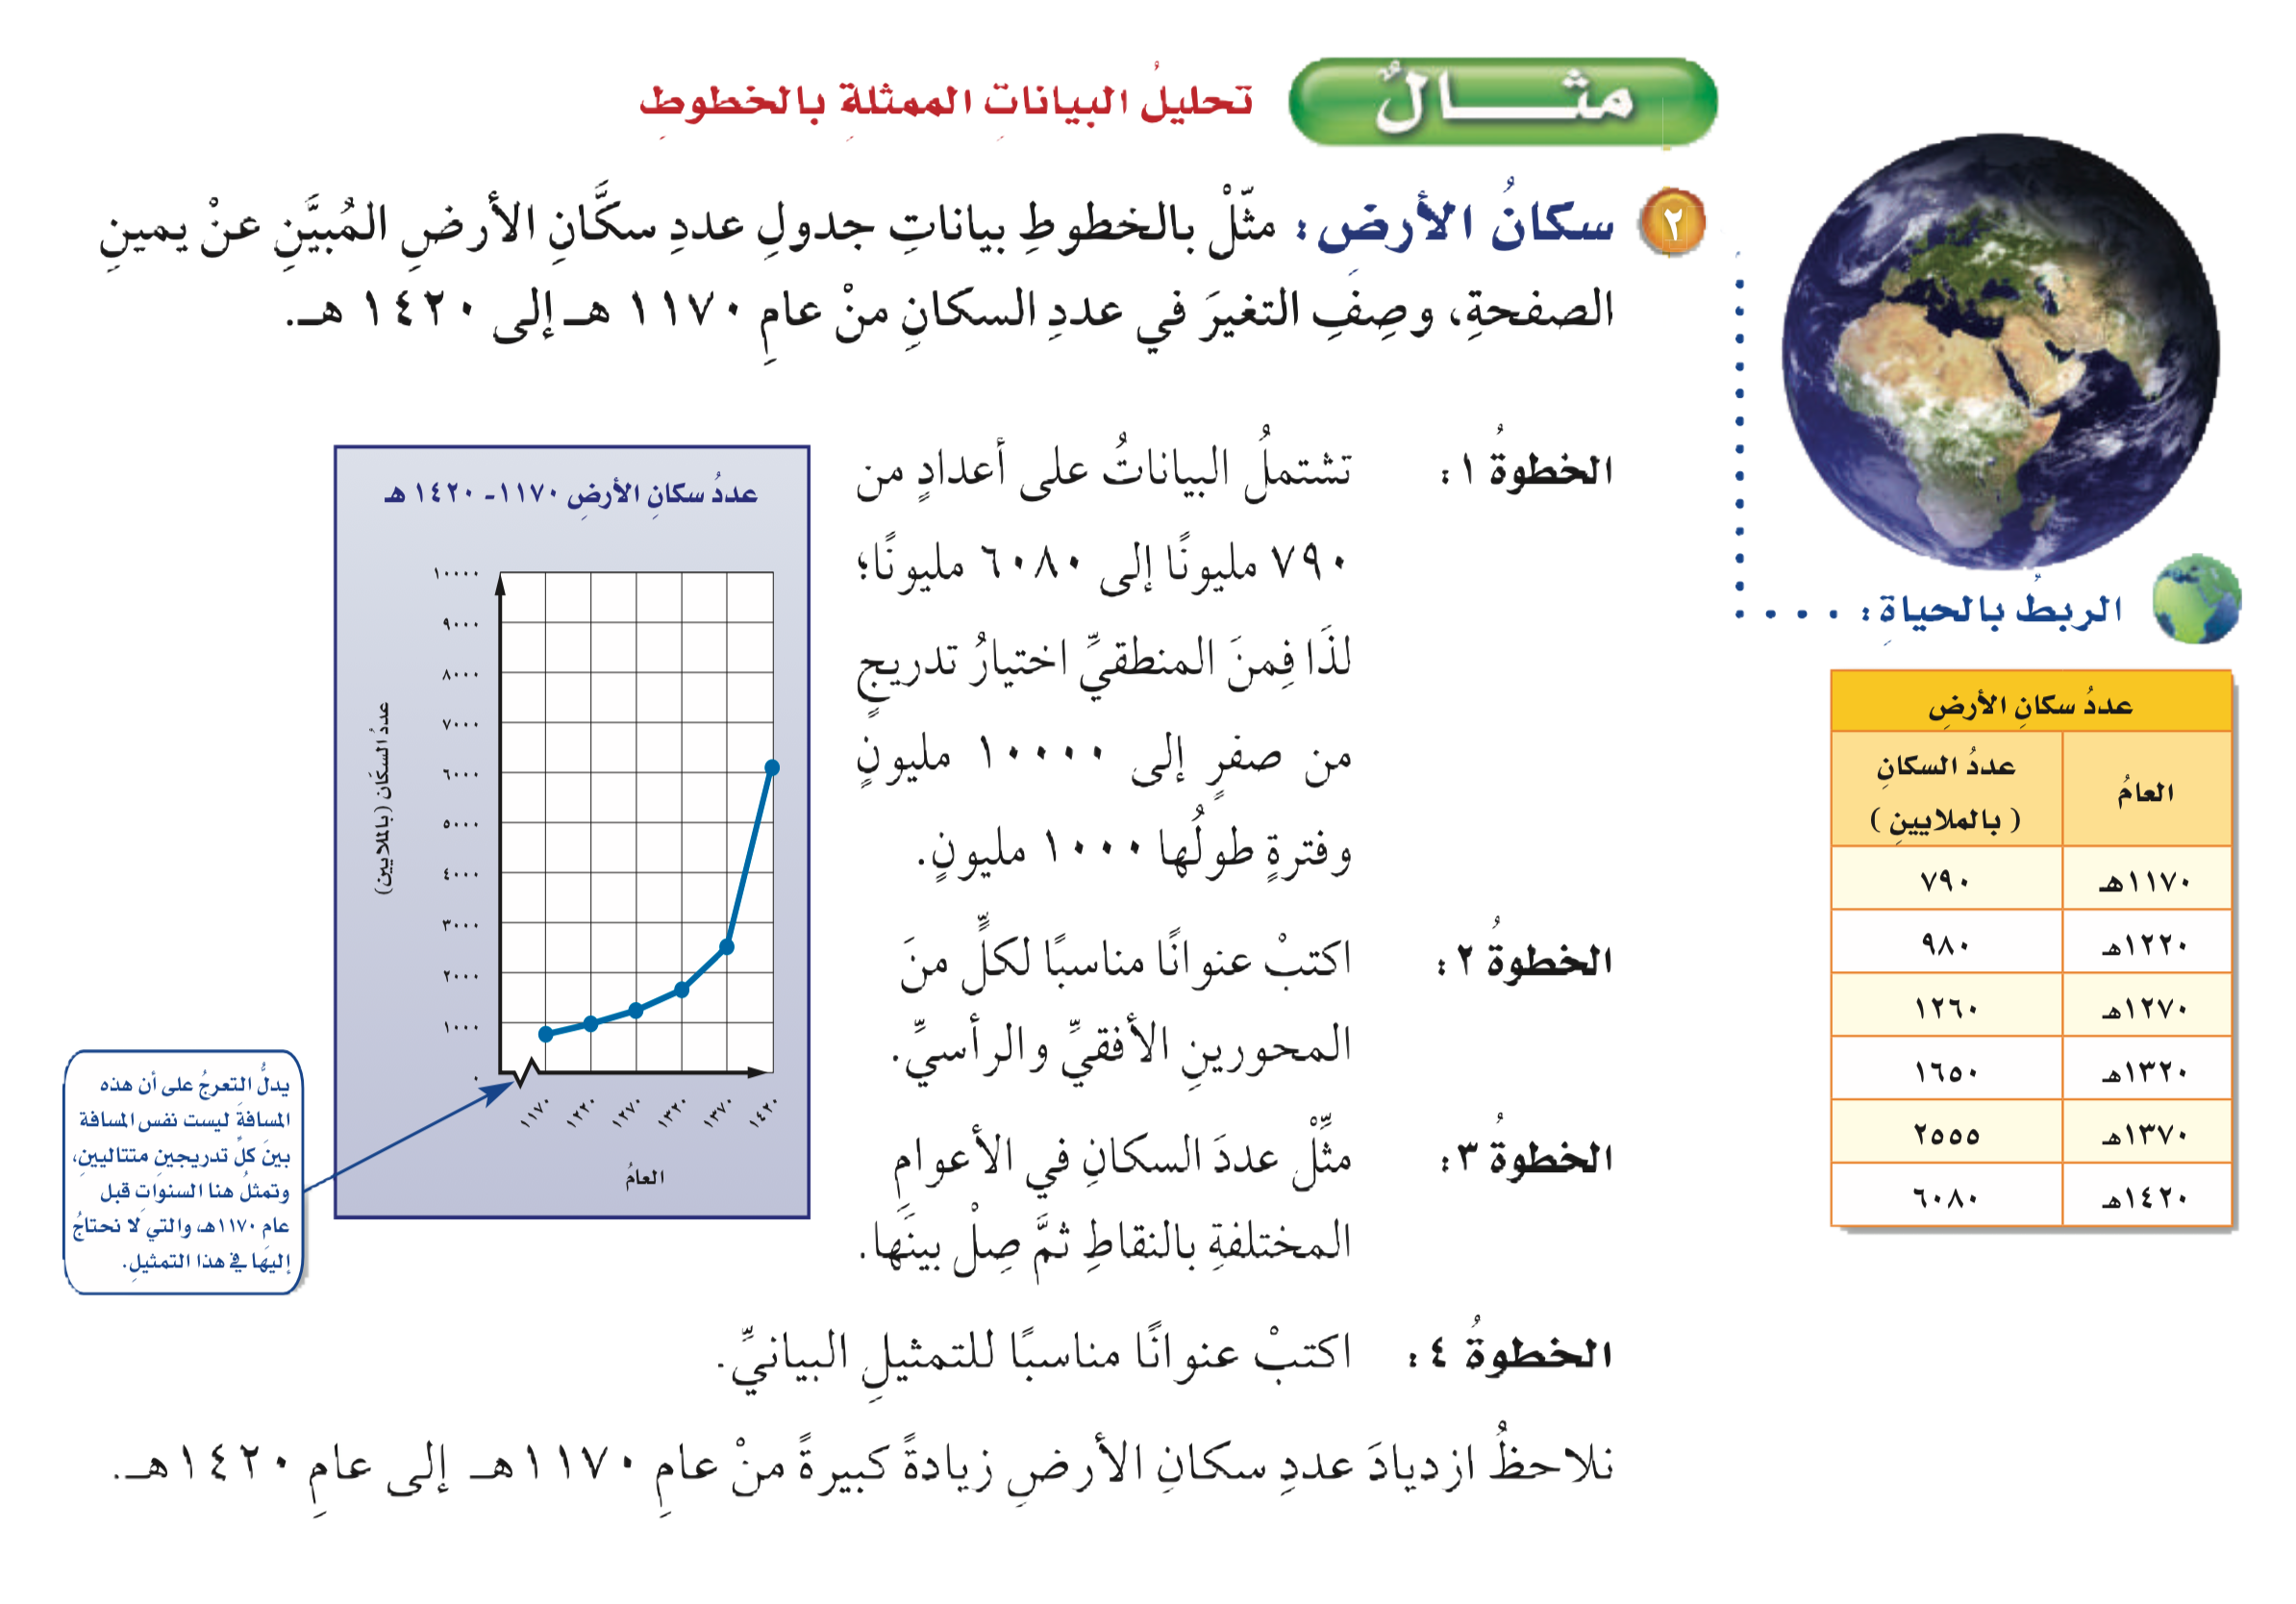 مثـــالٌ تحليلُ البياناتِ الممثلةِ بالخطوطِ
٢ سكانُ الأرضِ: مثّلْ بالخطوطِ بياناتِ جدولِ عددِ سكَّانِ الأرضِ المُبيَّنِ عنْ يمينِ
الصفحةِ، وصِفِ التغيرَ في عددِ السكانِ منْ عامِ ١١٧٠ هـ إلى ١٤٢٠ هـ.
الربطُ بالحياةِ:
عددُ سكانِ الأرضِ
العامُ عددُ السكانِ
( بالملايينِ )
١١٧٠هـ ٧٩٠
١٢٢٠هـ ٩٨٠
١٢٧٠هـ ١٢٦٠
١٣٢٠هـ ١٦٥٠
١٣٧٠هـ ٢٥٥٥
١٤٢٠هـ ٦٠٨٠
الخطوةُ ١: تشتملُ البياناتُ على أعدادٍ من
٧٩٠ مليونًا إلى ٦٠٨٠ مليونًا؛
لذَا فِمنَ المنطقيِّ اختيارُ تدريجٍ
من صفرٍ إلى ١٠٠٠٠ مليونٍ
وفترةٍ طولُها ١٠٠٠ مليونٍ.
الخطوةُ ٢: اكتبْ عنوانًا مناسبًا لكلٍّ منَ
المحورينِ الأفقيِّ والرأسيِّ.
الخطوةُ ٣: مثِّلْ عددَ السكانِ في الأعوامِ
المختلفةِ بالنقاطِ ثمَّ صِلْ بينَها.
عددُ سكانِ الأرضِ ١١٧٠- ١٤٢٠ هـ
عددُ السكَان (بالملايين)
١٠٠٠٠
٩٠٠٠
٨٠٠٠
٧٠٠٠
٦٠٠٠
٥٠٠٠
٤٠٠٠
٣٠٠٠
٢٠٠٠
١٠٠٠
٠
١١٧٠ ١٢٢٠ ١٢٧٠ ١٣٢٠ ١٣٧٠ ١٤٢٠
العامُ
يدلُّ التعرجُ على أن هذه
المسافةَ ليست نفس المسافة
بينَ كلِّ تدريجينِ متتاليينِ،
وتمثلُ هنا السنواتِ قبل
عام ١١٧٠هـ، والتي لا نحتاجُ
إليهَا في هذا التمثيلِ.
الخطوةُ ٤: اكتبْ عنوانًا مناسبًا للتمثيلِ البيانيِّ.
نلاحظُ ازديادَ عددِ سكانِ الأرضِ زيادةً كبيرةً منْ عامِ ١١٧٠هـ إلى عامِ ١٤٢٠هـ.